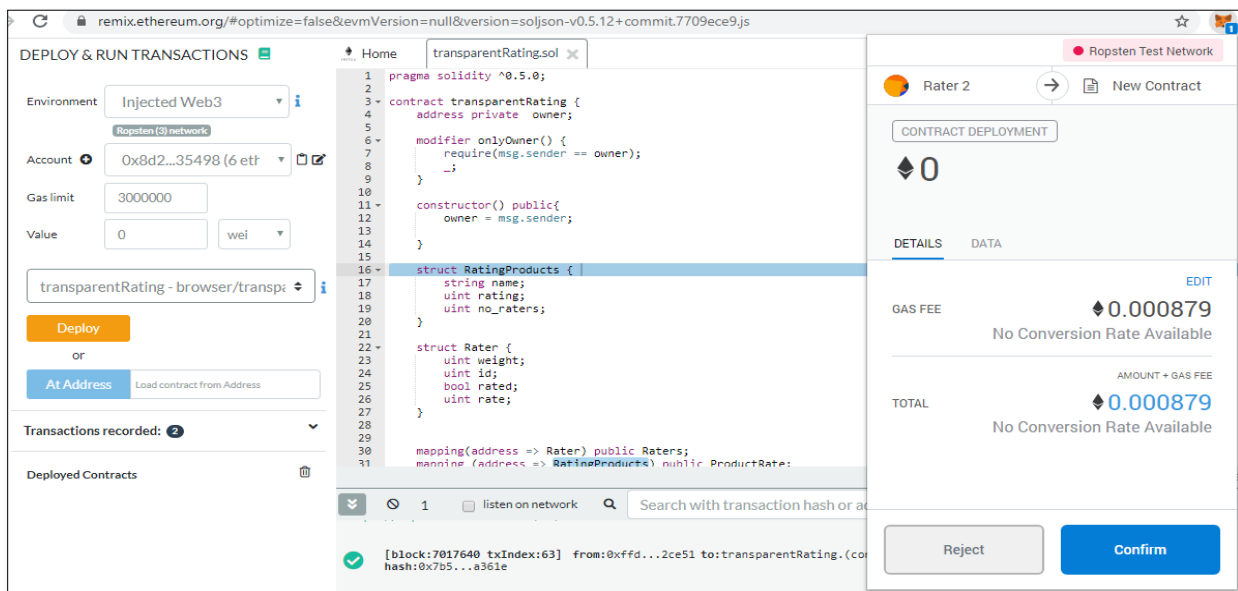 remix.ethereum.org/#optimize=false&evmVersion=null&version=soljson-v0.5.12+commit.7709ece9.js
1
DEPLOY & RUN TRANSACTIONS
Environment
Injected Web3
i
Ropsten (3) network
Account
0x8d2...35498 (6 eth
Gas limit
3000000
Value
0
wei
transparentRating - browser/transpa
i
Deploy
or
At Address
Load contract from Address
Transactions recorded: 2
Deployed Contracts
Home
transparentRating.sol
1 pragma solidity ^0.5.0;
2
3 contract transparentRating {
4 address private owner;
5
6 modifier onlyOwner() {
7 require(msg.sender == owner);
8 _;
9 }
10
11 constructor() public{
12 owner = msg.sender;
13
14 }
15
16 struct RatingProducts {
17 string name;
18 uint rating;
19 uint no_raters;
20 }
21
22 struct Rater {
23 uint weight;
24 uint id;
25 bool rated;
26 uint rate;
27 }
28
29
30 mapping(address => Rater) public Raters;
31 mapping (address => RatingProducts) public ProductRate;
1
listen on network
Search with transaction hash or ad
[block:7017640 txIndex:63] from:0xffd...2ce51 to:transparentRating.(con
hash:0x7b5...a361e
Ropsten Test Network
Rater 2
New Contract
CONTRACT DEPLOYMENT
0
DETAILS
DATA
EDIT
GAS FEE
0.000879
No Conversion Rate Available
AMOUNT + GAS FEE
TOTAL
0.000879
No Conversion Rate Available
Reject
Confirm